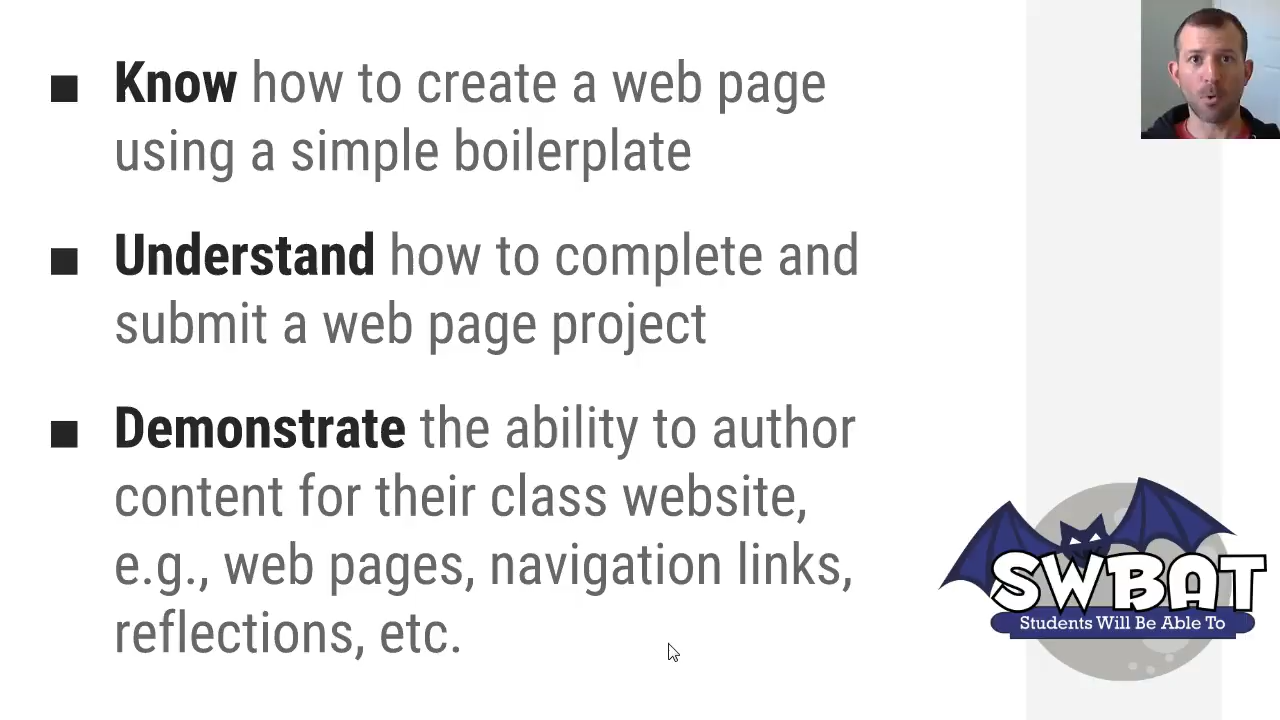 ■ Know how to create a web page
using a simple boilerplate
■ Understand how to complete and
submit a web page project
■ Demonstrate the ability to author
content for their class website,
e.g., web pages, navigation links,
reflections, etc.
SWBAT
Students Will Be Able To